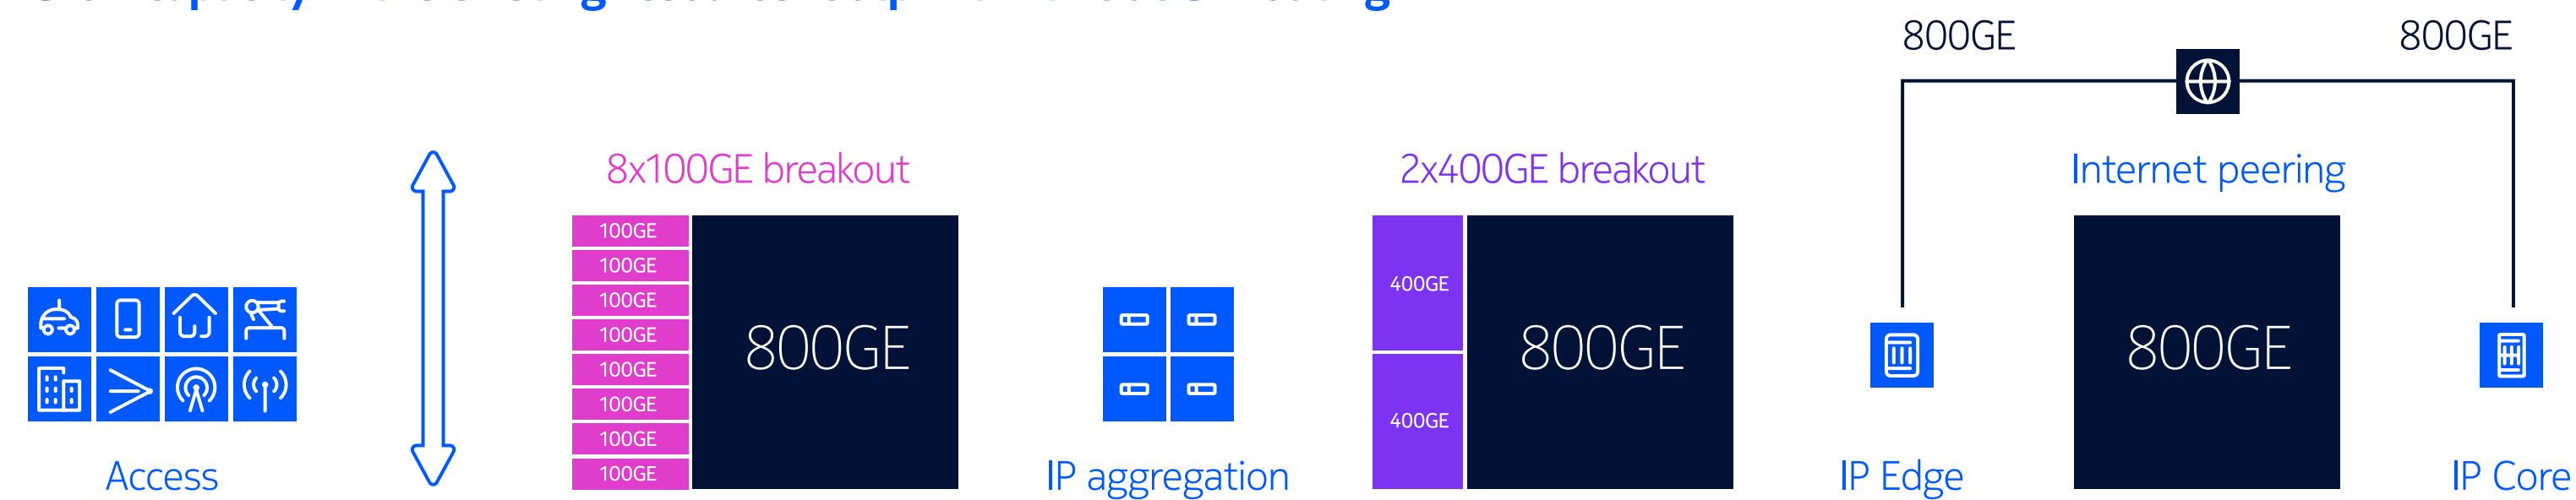 800GE
800GE
8x100GE breakout
2x400GE breakout
Internet peering
100GE
100GE
100GE
100GE
100GE
100GE
100GE
100GE
800GE
400GE
400GE
800GE
800GE
Access
IP aggregation
IP Edge
IP Core